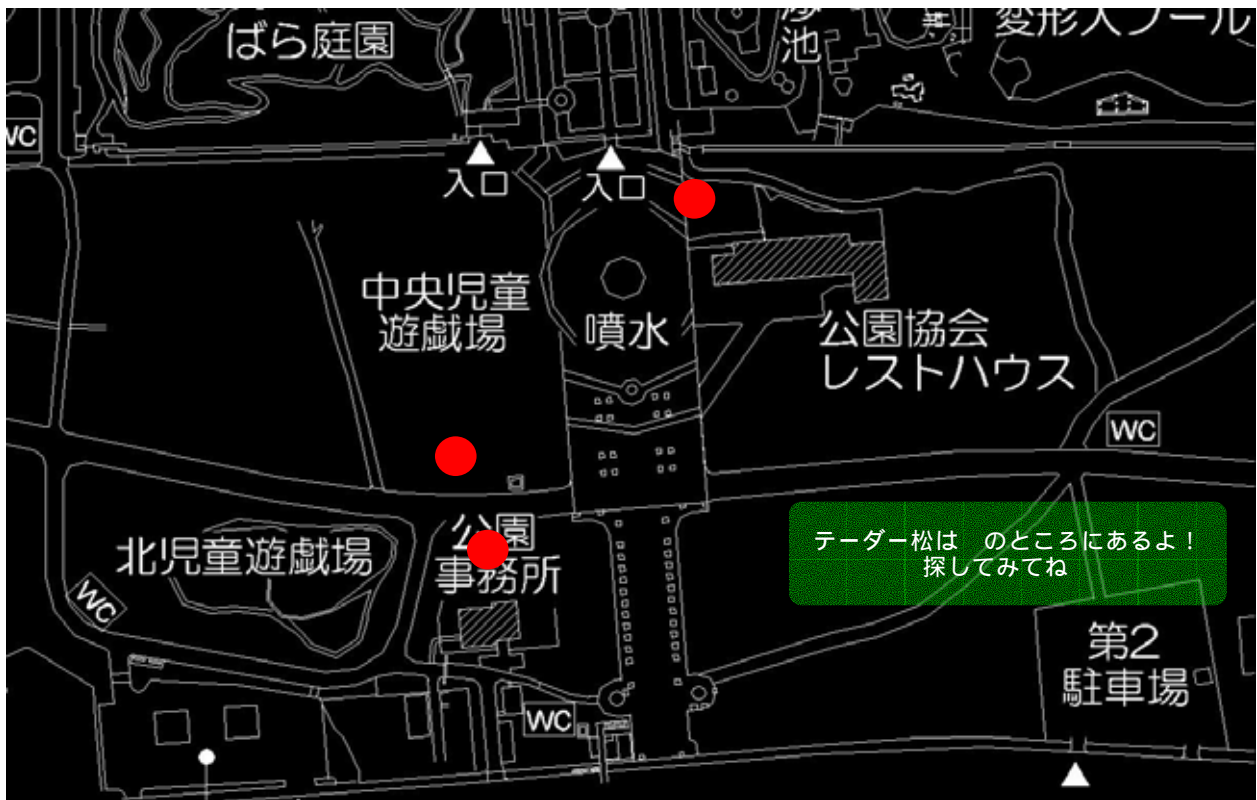 ばら庭園
池
変形人プール
WC
入口
入口
中央児童
遊戯場
噴水
公園協会
レストハウス
WC
公園
事務所
北児童遊戯場
WC
テーダー松は　のところにあるよ！
探してみてね
第2
駐車場
WC